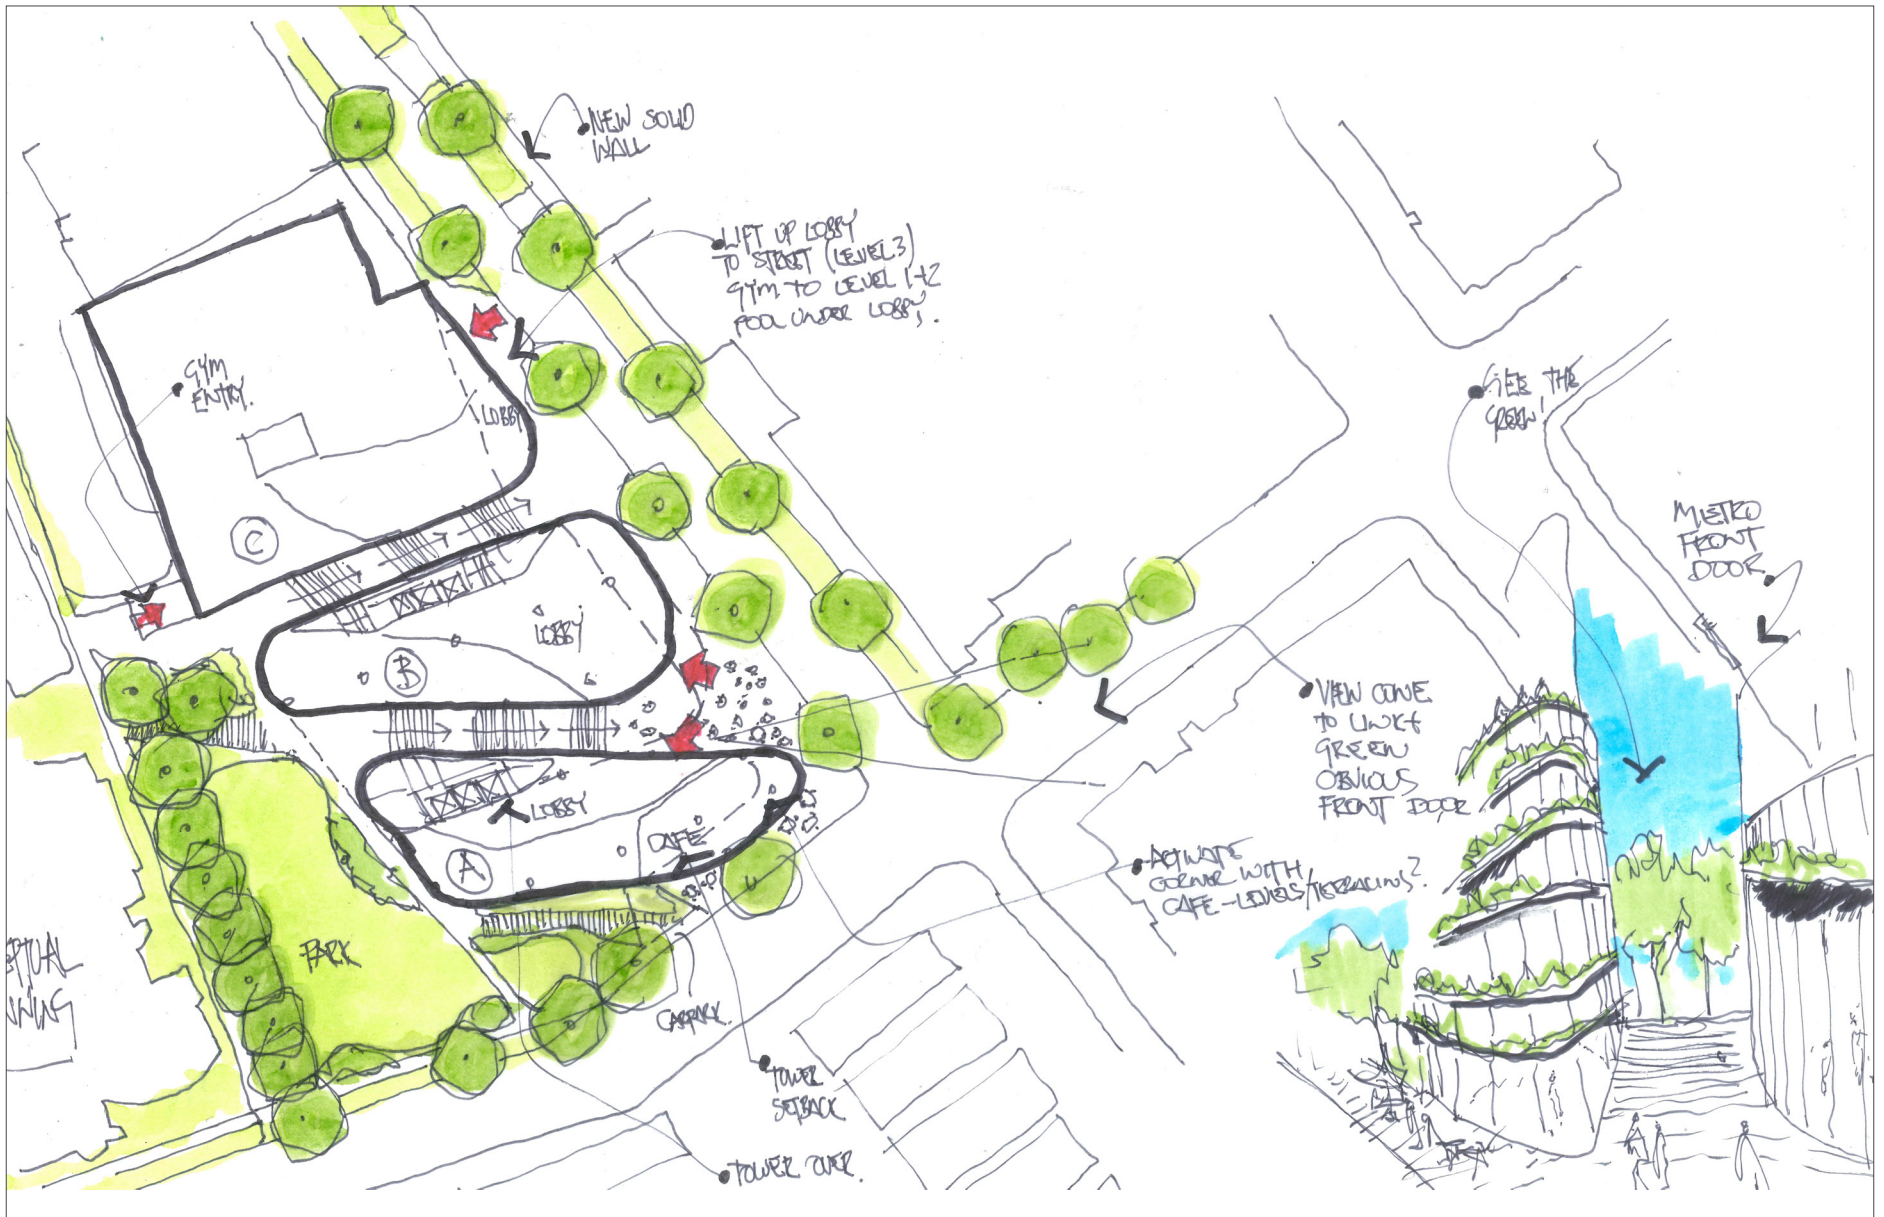 NEW SOLID
WALL
LIFT UP LOBBY
TO STREET (LEVEL 3)
GYM TO LEVEL 1+2
POOL UNDER LOBBY.
GYM
ENTRY.
LOBBY
C
LOBBY
B
LOBBY
CAFE
A
PARK
CARPARK.
TOWER
SETBACK
TOWER OVER.
SEE THE
GREEN!
METRO
FRONT
DOOR
VIEW CONE
TO LINK+
GREEN
OBVIOUS
FRONT DOOR
ACTIVATE
CORNER WITH
CAFE-LEVELS/TERRACING?